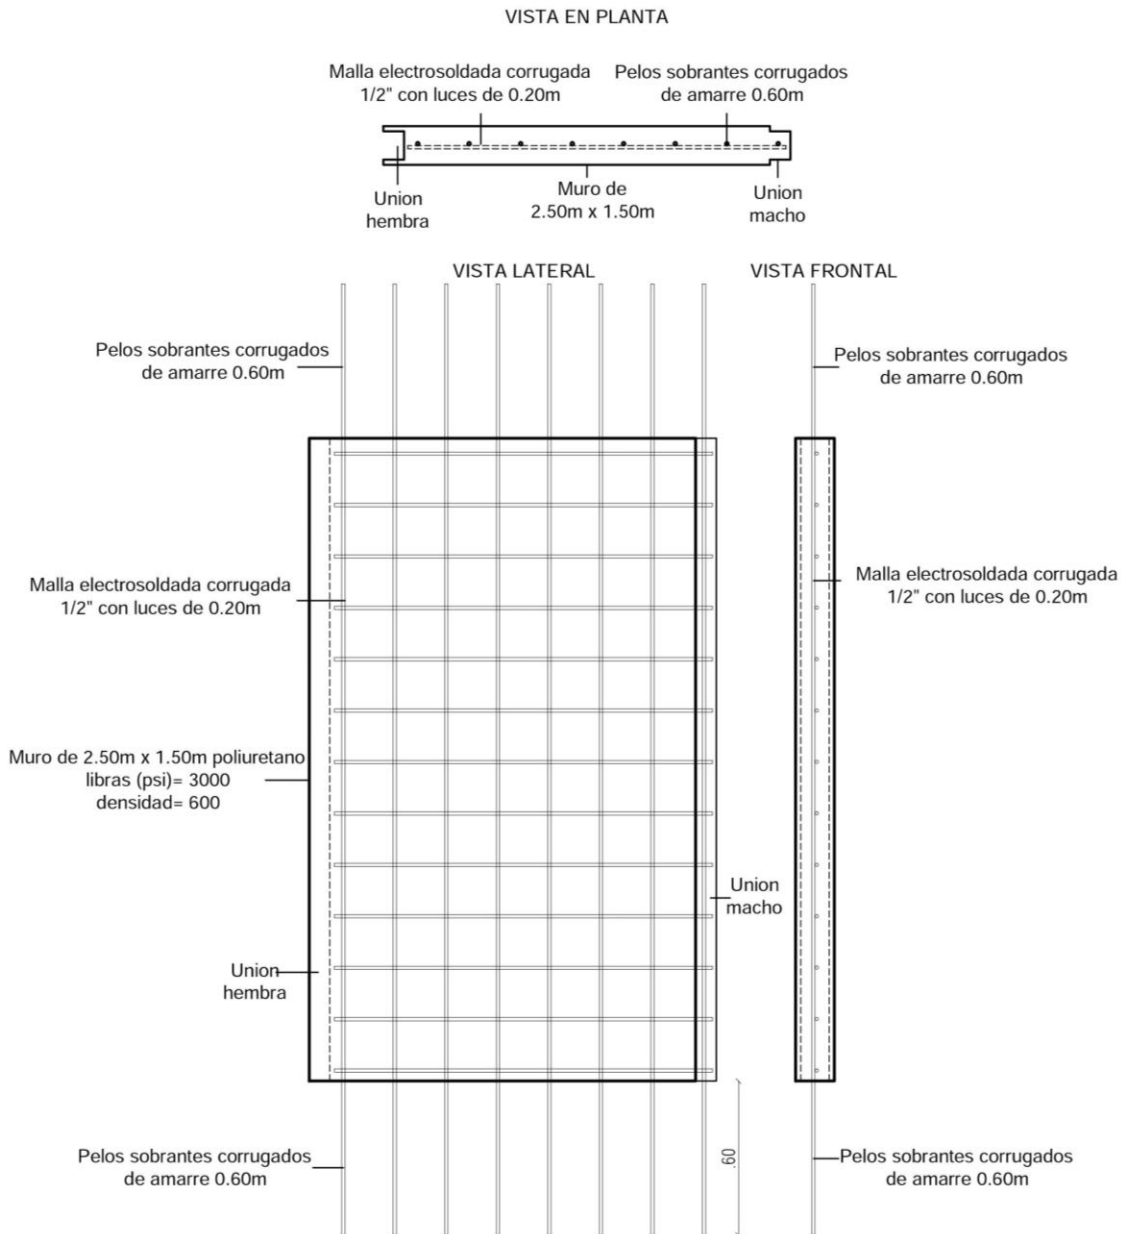 VISTA EN PLANTA
Malla electrosoldada corrugada
1/2" con luces de 0.20m
Pelos sobrantes corrugados
de amarre 0.60m
Union
hembra
Muro de
2.50m x 1.50m
Union
macho
VISTA LATERAL
VISTA FRONTAL
Pelos sobrantes corrugados
de amarre 0.60m
Pelos sobrantes corrugados
de amarre 0.60m
Malla electrosoldada corrugada
1/2" con luces de 0.20m
Malla electrosoldada corrugada
1/2" con luces de 0.20m
Muro de 2.50m x 1.50m poliuretano
libras (psi)= 3000
densidad= 600
Union
macho
Union
hembra
Pelos sobrantes corrugados
de amarre 0.60m
.60
Pelos sobrantes corrugados
de amarre 0.60m